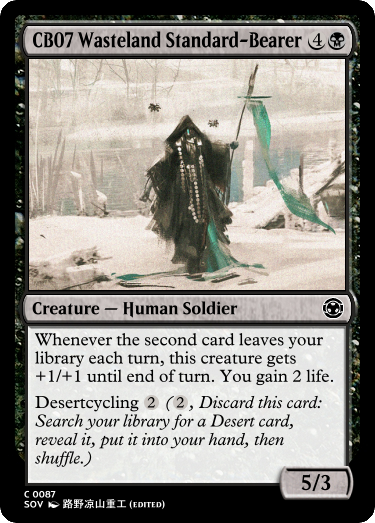 CB07 Wasteland Standard-Bearer 4
Creature — Human Soldier
Whenever the second card leaves your
library each turn, this creature gets
+1/+1 until end of turn. You gain 2 life.
Desertcycling 2 (2, Discard this card:
Search your library for a Desert card,
reveal it, put it into your hand, then
shuffle.)
5/3
C 0087
SOV 路野凉山重工 (EDITED)